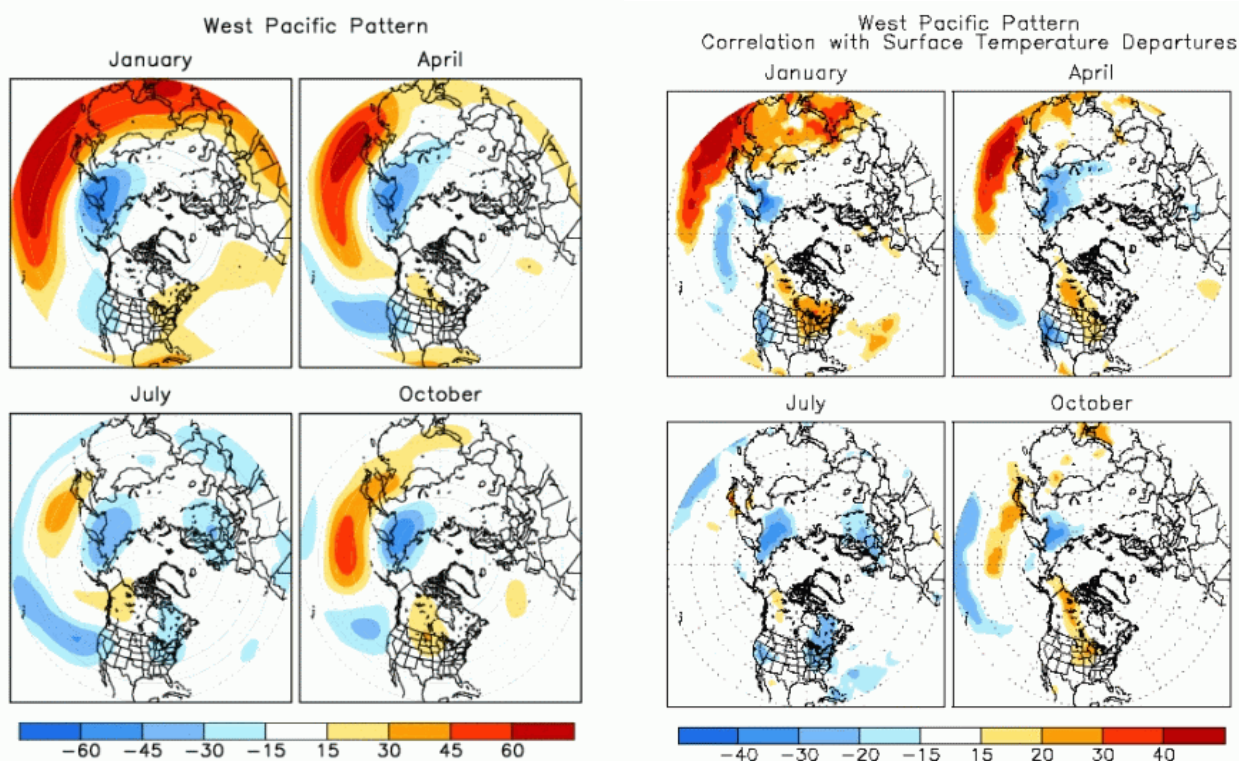 West Pacific Pattern
January
April
July
October
-60 -45 -30 -15 15 30 45 60
West Pacific Pattern
Correlation with Surface Temperature Departures
January
April
July
October
-40 -30 -20 -15 15 20 30 40